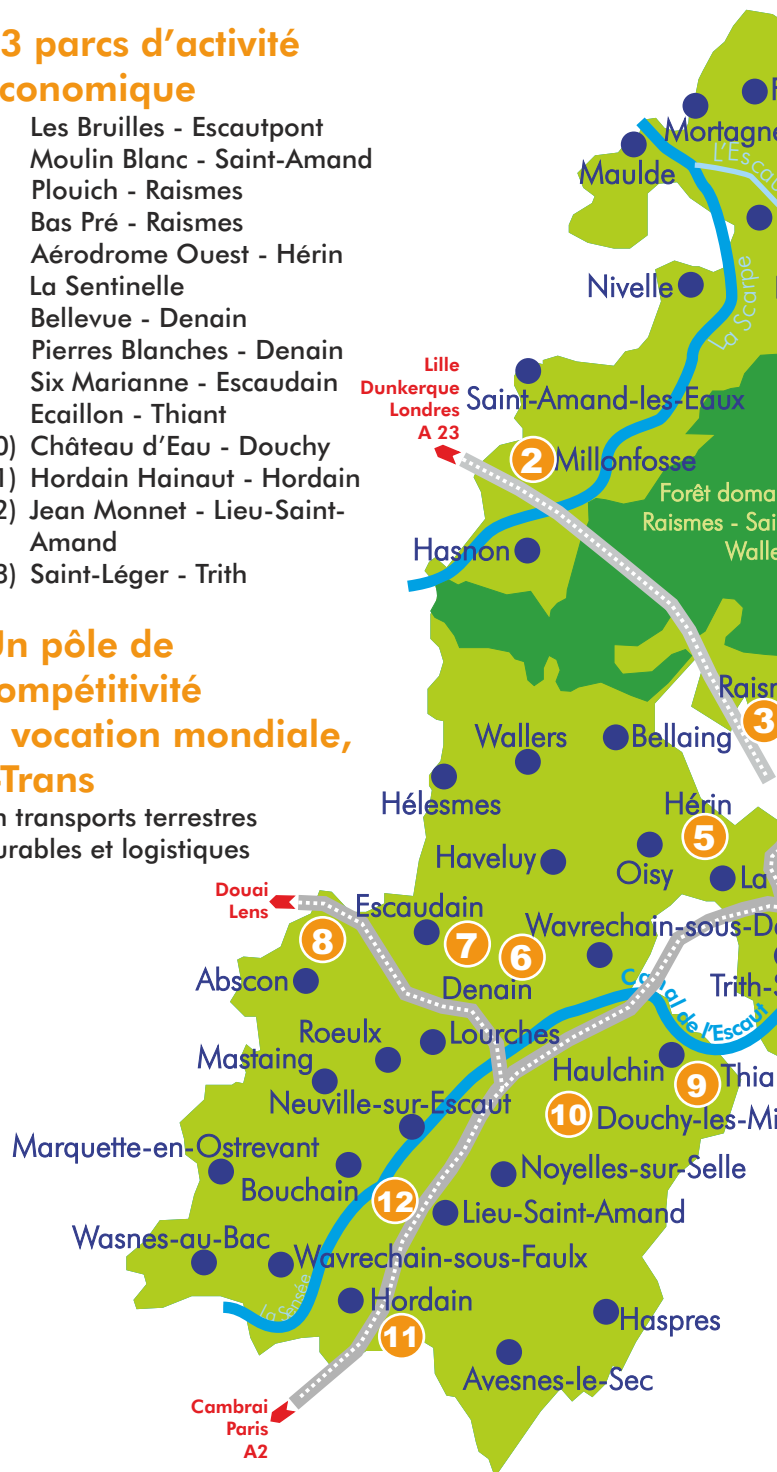 3 parcs d’activité
conomique
Les Bruilles - Escautpont
Moulin Blanc - Saint-Amand
Plouich - Raismes
Bas Pré - Raismes
Aérodrome Ouest - Hérin
La Sentinelle
Bellevue - Denain
Pierres Blanches - Denain
Six Marianne - Escaudain
Ecaillon - Thiant
0) Château d’Eau - Douchy
1) Hordain Hainaut - Hordain
2) Jean Monnet - Lieu-Saint-
Amand
3) Saint-Léger - Trith
Un pôle de
ompétitivité
vocation mondiale,
-Trans
n transports terrestres
urables et logistiques
Mortagne
L'Escau
Maulde
Nivelle
La Scarpe
Lille
Dunkerque
Londres
A 23
Saint-Amand-les-Eaux
2 Millonfosse
Forêt doma
Raismes - Sai
Walle
Hasnon
Raism
3
Wallers
Bellaing
Hélesmes
Hérin
5
Haveluy
Oisy
La
Douai
Lens
Escaudain
Wavrechain-sous-De
8
7
6
Abscon
Denain
Canal de l'Escaut
Trith-S
Roeulx
Lourches
Mastaing
Haulchin
9
Thia
Neuville-sur-Escaut
10
Douchy-les-Mi
Marquette-en-Ostrevant
Noyelles-sur-Selle
Bouchain
12
Lieu-Saint-Amand
Wasnes-au-Bac
Wavrechain-sous-Faulx
La Sensée
Hordain
Haspres
11
Avesnes-le-Sec
Cambrai
Paris
A2